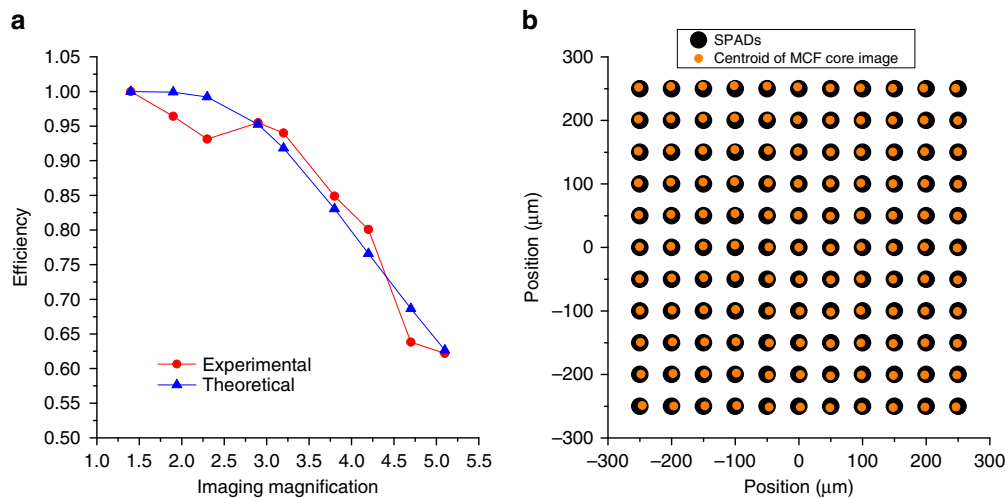 a
1.05
1.00
0.95
0.90
0.85
0.80
0.75
0.70
0.65
0.60
0.55
0.50
Efficiency
Experimental
Theoretical
1.0 1.5 2.0 2.5 3.0 3.5 4.0 4.5 5.0 5.5
Imaging magnification
b
SPADs
Centroid of MCF core image
300
200
100
0
−100
−200
−300
Position (μm)
−300 −200 −100 0 100 200 300
Position (μm)